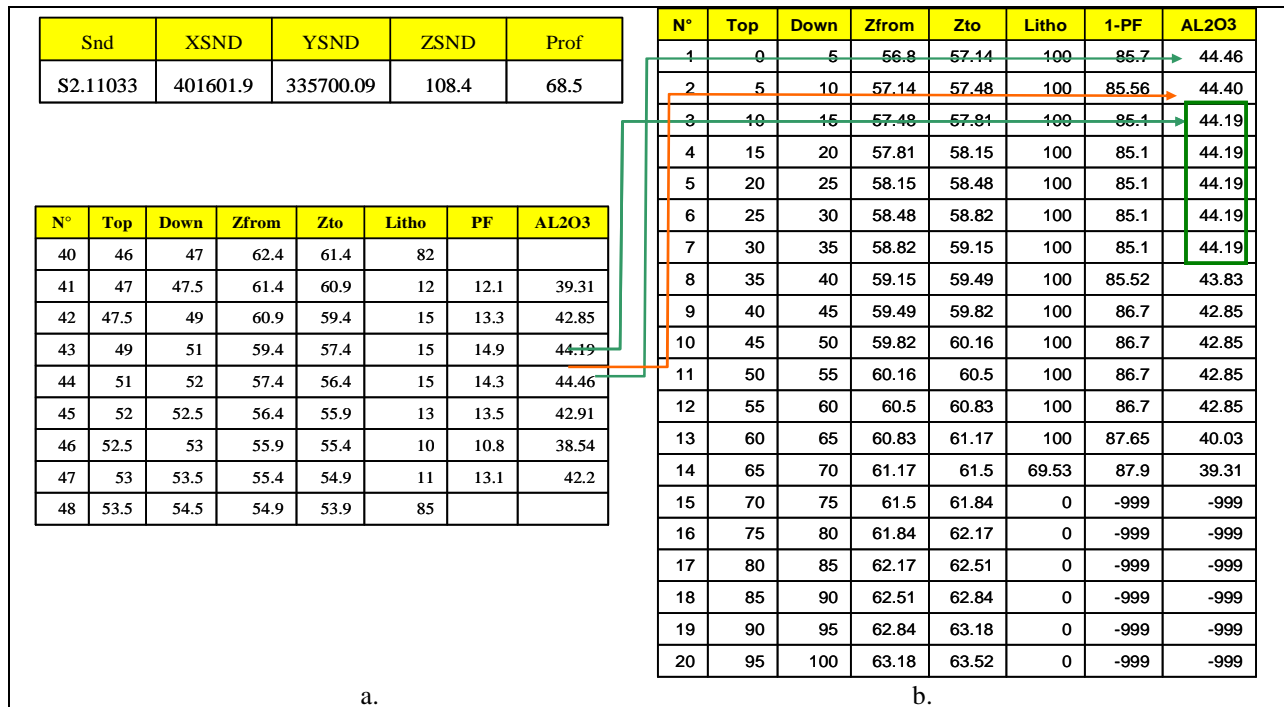 Snd XSND YSND ZSND Prof
S2.11033 401601.9 335700.09 108.4 68.5
N° Top Down Zfrom Zto Litho PF AL2O3
40 46 47 62.4 61.4 82
41 47 47.5 61.4 60.9 12 12.1 39.31
42 47.5 49 60.9 59.4 15 13.3 42.85
43 49 51 59.4 57.4 15 14.9 44.19
44 51 52 57.4 56.4 15 14.3 44.46
45 52 52.5 56.4 55.9 13 13.5 42.91
46 52.5 53 55.9 55.4 10 10.8 38.54
47 53 53.5 55.4 54.9 11 13.1 42.2
48 53.5 54.5 54.9 53.9 85
a.
N° Top Down Zfrom Zto Litho 1-PF AL2O3
1 0 5 56.8 57.14 100 85.7 44.46
2 5 10 57.14 57.48 100 85.56 44.40
3 10 15 57.48 57.81 100 85.1 44.19
4 15 20 57.81 58.15 100 85.1 44.19
5 20 25 58.15 58.48 100 85.1 44.19
6 25 30 58.48 58.82 100 85.1 44.19
7 30 35 58.82 59.15 100 85.1 44.19
8 35 40 59.15 59.49 100 85.52 43.83
9 40 45 59.49 59.82 100 86.7 42.85
10 45 50 59.82 60.16 100 86.7 42.85
11 50 55 60.16 60.5 100 86.7 42.85
12 55 60 60.5 60.83 100 86.7 42.85
13 60 65 60.83 61.17 100 87.65 40.03
14 65 70 61.17 61.5 69.53 87.9 39.31
15 70 75 61.5 61.84 0 -999 -999
16 75 80 61.84 62.17 0 -999 -999
17 80 85 62.17 62.51 0 -999 -999
18 85 90 62.51 62.84 0 -999 -999
19 90 95 62.84 63.18 0 -999 -999
20 95 100 63.18 63.52 0 -999 -999
b.